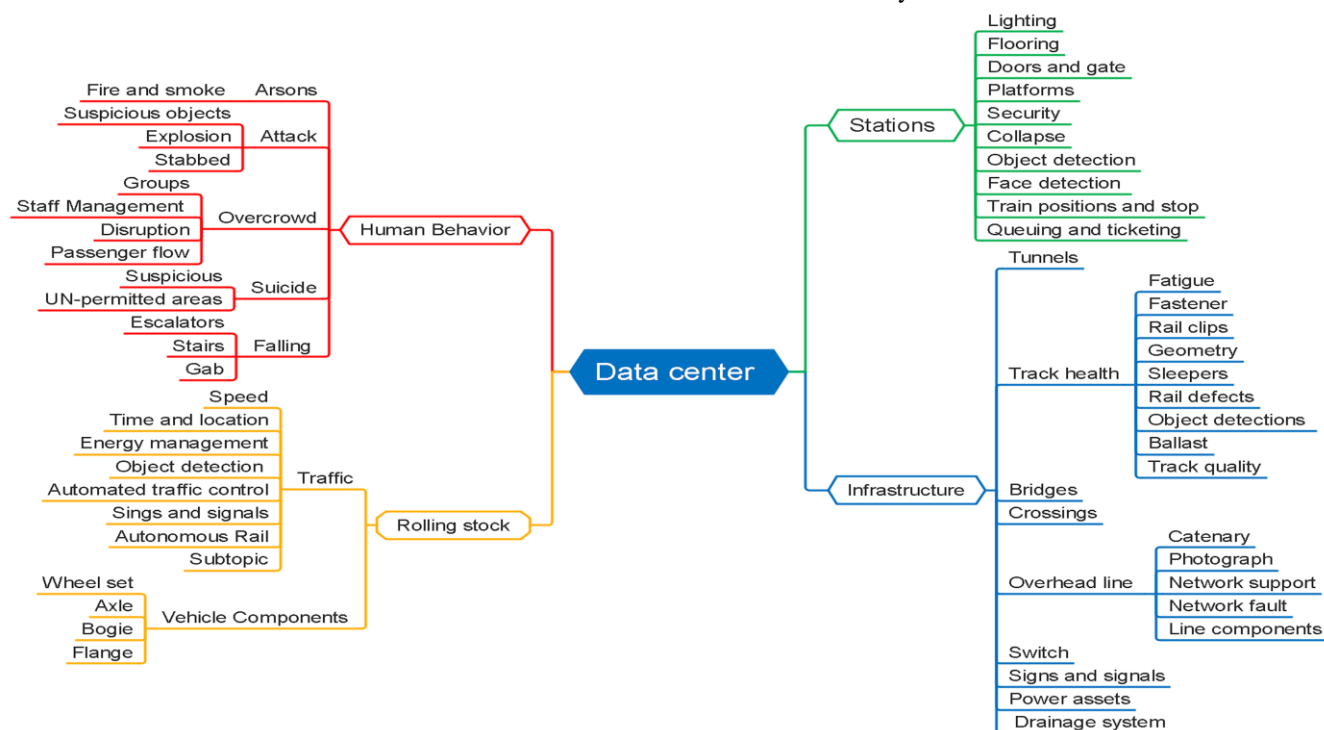 Fire and smoke
Arsons
Suspicious objects
Explosion
Stabbed
Attack
Groups
Staff Management
Disruption
Passenger flow
Overcrowd
Suspicious
UN-permitted areas
Suicide
Escalators
Stairs
Gab
Falling
Human Behavior
Speed
Time and location
Energy management
Object detection
Automated traffic control
Sings and signals
Autonomous Rail
Subtopic
Traffic
Wheel set
Axle
Bogie
Flange
Vehicle Components
Rolling stock
Data center
Stations
Lighting
Flooring
Doors and gate
Platforms
Security
Collapse
Object detection
Face detection
Train positions and stop
Queuing and ticketing
Infrastructure
Tunnels
Track health
Fatigue
Fastener
Rail clips
Geometry
Sleepers
Rail defects
Object detections
Ballast
Track quality
Bridges
Crossings
Overhead line
Catenary
Photograph
Network support
Network fault
Line components
Switch
Signs and signals
Power assets
Drainage system